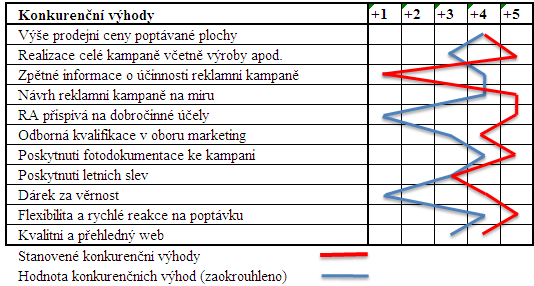 Konkurenční výhody +1 +2 +3 +4 +5
Výše prodejní ceny poptávané plochy
Realizace celé kampaně včetně výroby apod.
Zpětné informace o účinnosti reklamní kampaně
Návrh reklamní kampaně na míru
RA přispívá na dobročinné účely
Odborná kvalifikace v oboru marketing
Poskytnutí fotodokumentace ke kampani
Poskytnutí letních slev
Dárek za věrnost
Flexibilita a rychlé reakce na poptávku
Kvalitní a přehledný web
Stanovené konkurenční výhody
Hodnota konkurenčních výhod (zaokrouhleno)